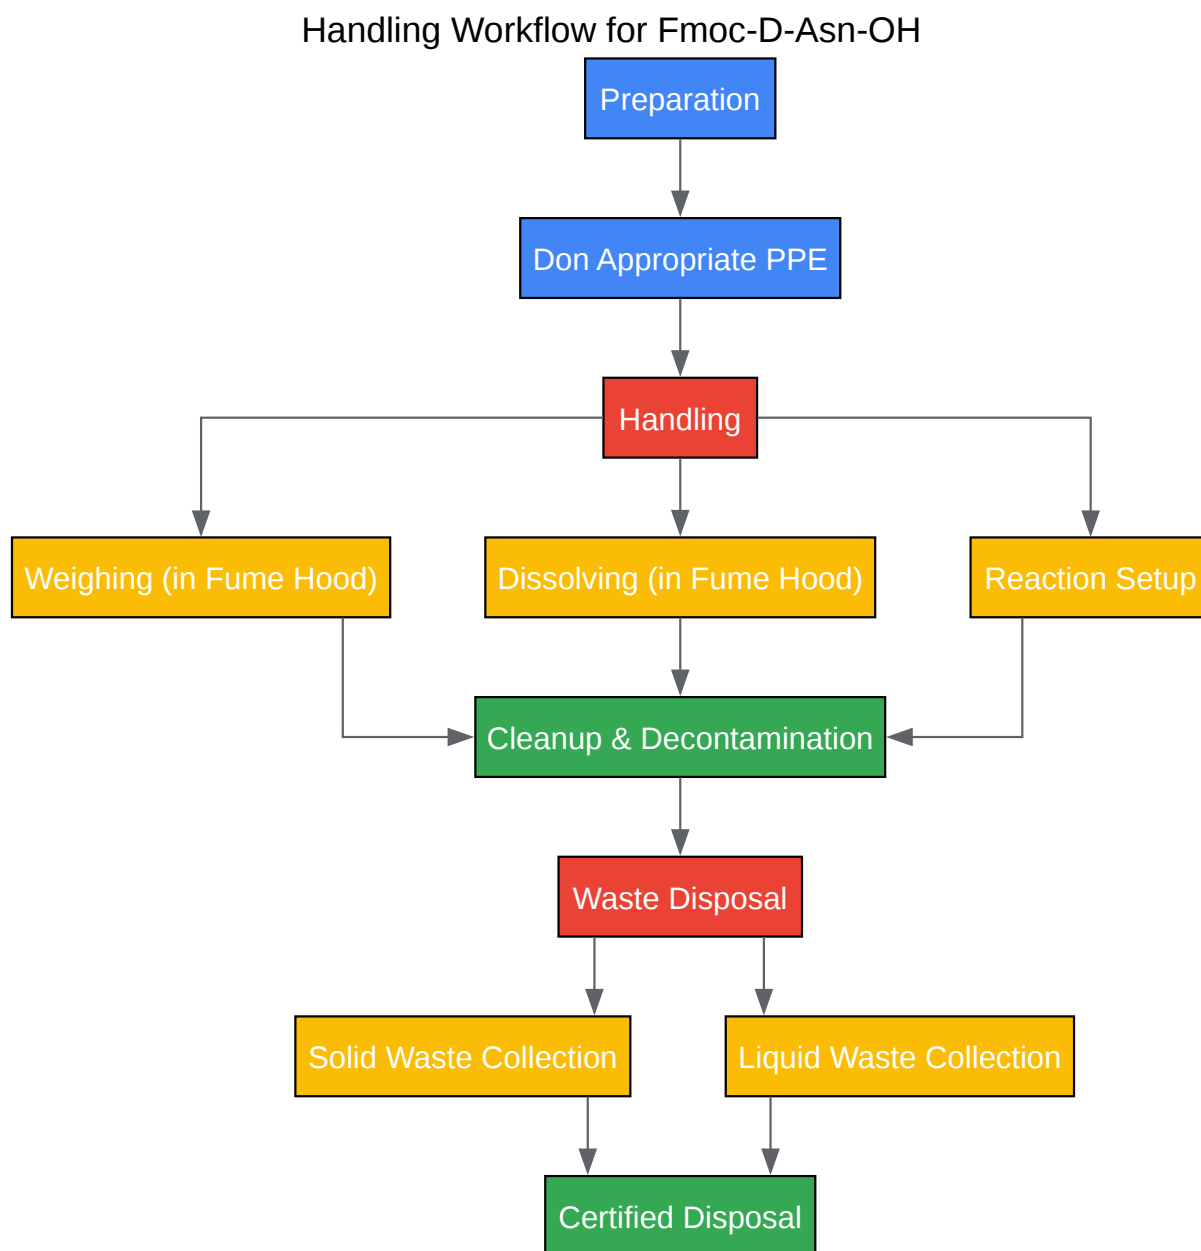 Handling Workflow for Fmoc-D-Asn-OH
Preparation
Don Appropriate PPE
Handling
Weighing (in Fume Hood)
Dissolving (in Fume Hood)
Reaction Setup
Cleanup & Decontamination
Waste Disposal
Solid Waste Collection
Liquid Waste Collection
Certified Disposal